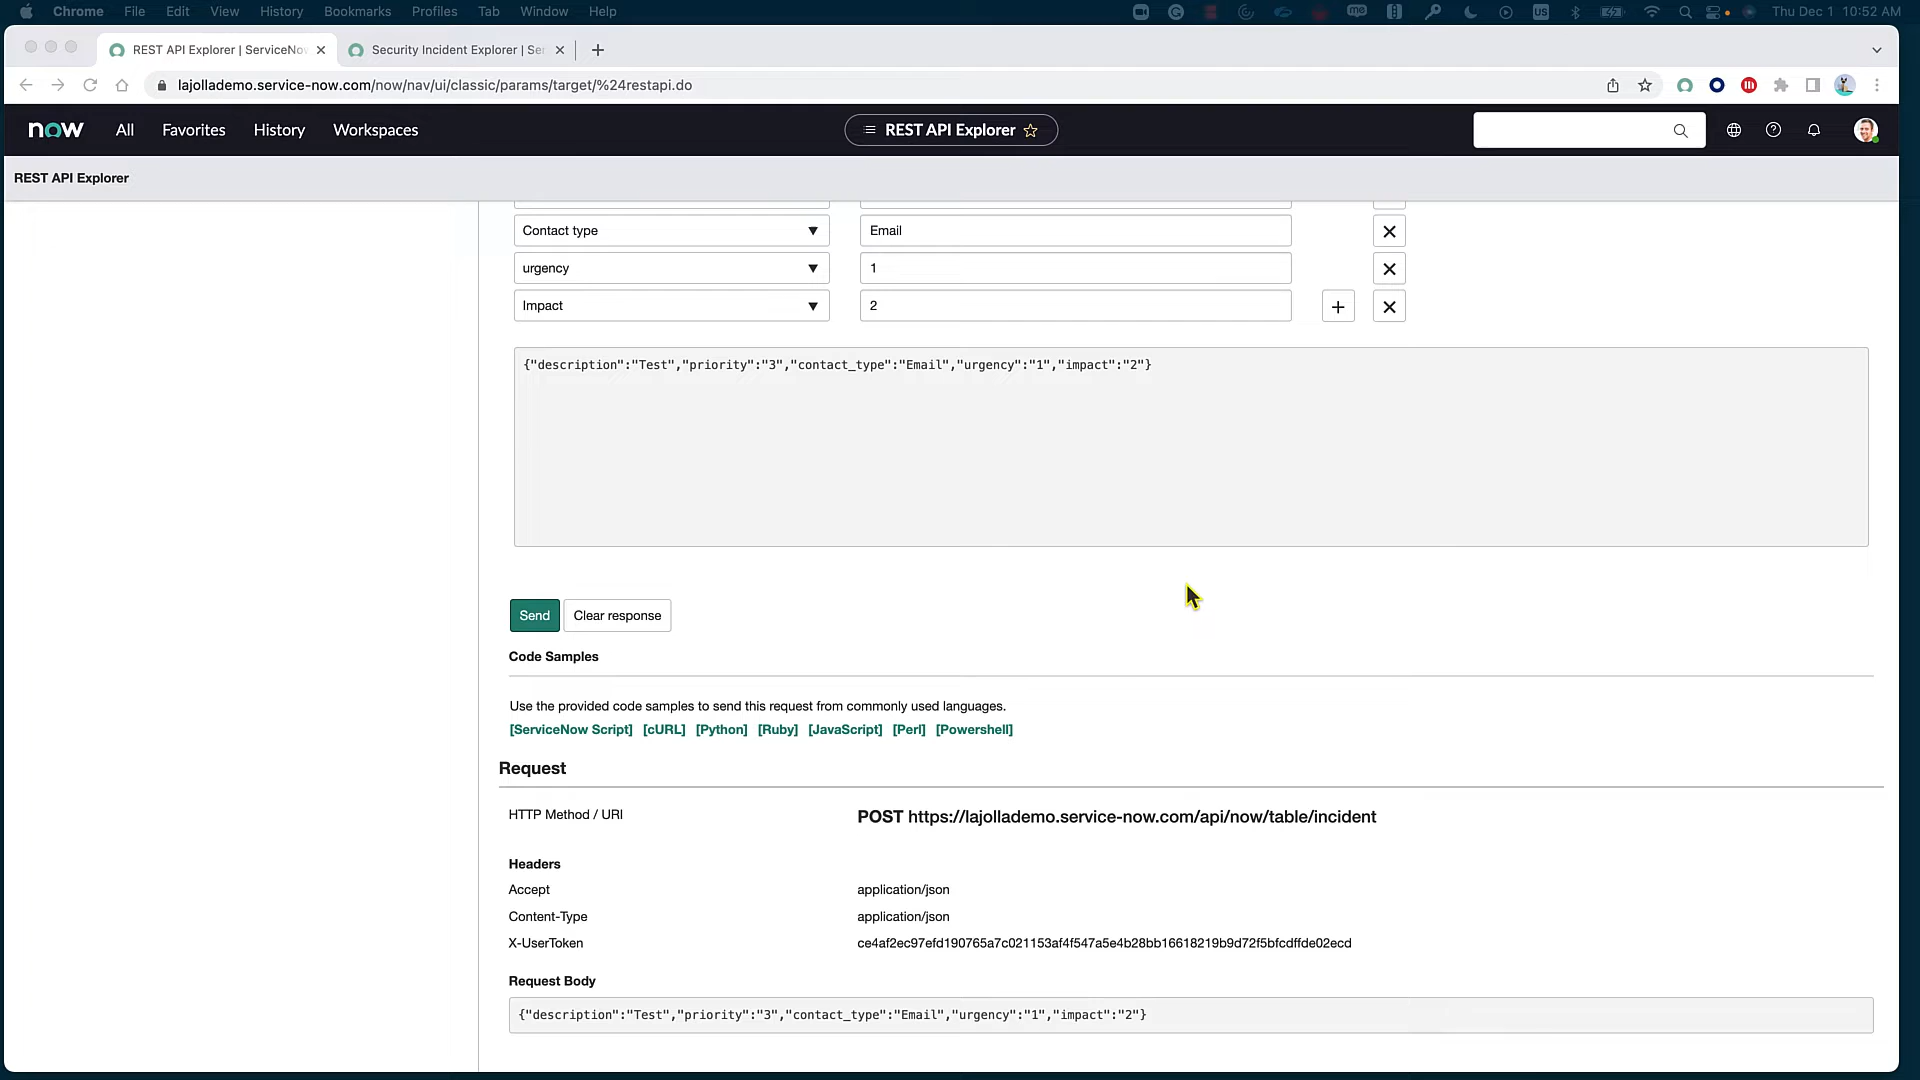 Chrome File Edit View History Bookmarks Profiles Tab Window Help Thu Dec 1 10:52 AM
REST API Explorer | ServiceNo Security Incident Explorer | Se
lajollademo.service-now.com/now/nav/ui/classic/params/target/%24restapi.do
now All Favorites History Workspaces REST API Explorer
REST API Explorer
Contact type Email
urgency 1
Impact 2
{"description":"Test","priority":"3","contact_type":"Email","urgency":"1","impact":"2"}
Send Clear response
Code Samples
Use the provided code samples to send this request from commonly used languages.
[ServiceNow Script] [cURL] [Python] [Ruby] [JavaScript] [Perl] [Powershell]
Request
HTTP Method / URI POST https://lajollademo.service-now.com/api/now/table/incident
Headers
Accept application/json
Content-Type application/json
X-UserToken ce4af2ec97efd190765a7c021153af4f547a5e4b28bb16618219b9d72f5bfcdffde02ecd
Request Body
{"description":"Test","priority":"3","contact_type":"Email","urgency":"1","impact":"2"}